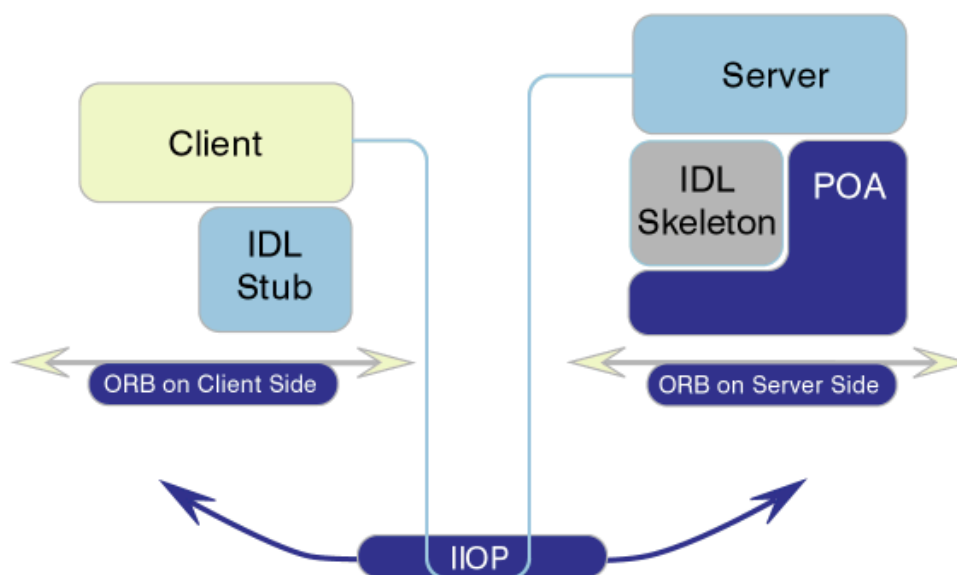 Client
IDL
Stub
ORB on Client Side
Server
IDL
Skeleton
POA
ORB on Server Side
IIOP